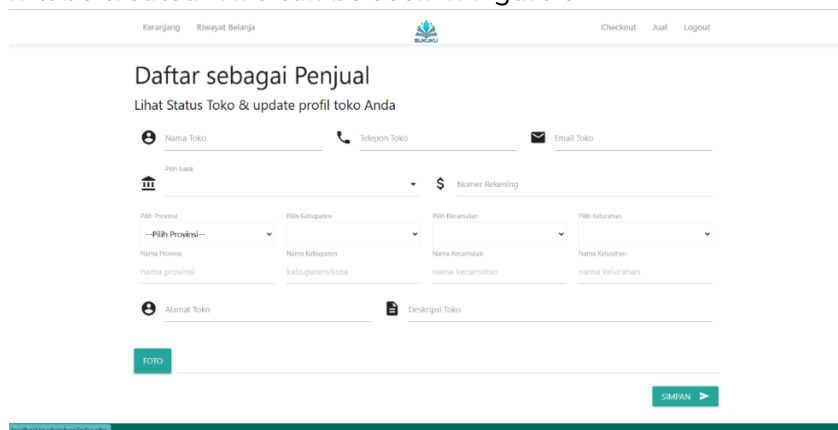 Keranjang Riwayat Belanja BUKUKU Checkout Jual Logout
Daftar sebagai Penjual
Lihat Status Toko & update profil toko Anda
Nama Toko Telepon Toko Email Toko
Pilih bank
$ Nomer Rekening
Pilih Provinsi Pilih Kabupaten Pilih Kecamatan Pilih Kelurahan
--Pilih Provinsi--
Nama Provinsi Nama Kabupaten Nama Kecamatan Nama Kelurahan
nama provinsi kabupaten/kota nama kecamatan nama kelurahan
Alamat Toko Deskripsi Toko
FOTO
SIMPAN